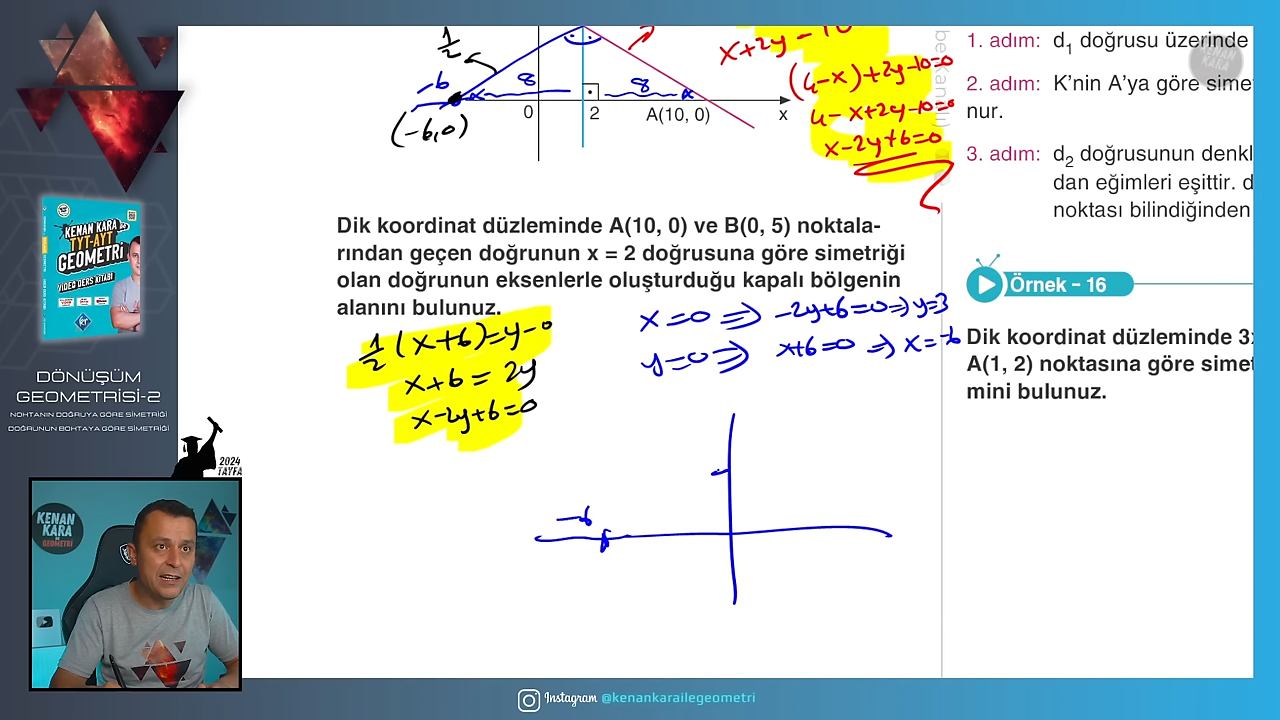 KENAN KARA
TYT-AYT
GEOMETRİ
VİDEO DERS KİTABI
DÖNÜŞÜM
GEOMETRİSİ-2
NOKTANIN DOĞRUYA GÖRE SİMETRİĞİ
DOĞRUNUN NOKTAYA GÖRE SİMETRİĞİ
2024
TAYFA
KENAN
KARA
ile
GEOMETRİ
1/2
-6
8
8
α
α
(-6,0)
0
2
A(10, 0)
x
x+2y-10
(4-x)+2y-10=0
4-x+2y-10=0
x-2y+6=0
Dik koordinat düzleminde A(10, 0) ve B(0, 5) noktala-
rından geçen doğrunun x = 2 doğrusuna göre simetriği
olan doğrunun eksenlerle oluşturduğu kapalı bölgenin
alanını bulunuz.
1/2 (x+6)=y-0
x+6=2y
x-2y+6=0
x=0 ⇒ -2y+6=0 ⇒ y=3
y=0 ⇒ x+6=0 ⇒ x=-6
-6
1. adım: d1 doğrusu üzerinde
2. adım: K'nin A'ya göre sime
nur.
3. adım: d2 doğrusunun denkl
dan eğimleri eşittir. d
noktası bilindiğinden
KENAN
KARA
Örnek - 16
Dik koordinat düzleminde 3x
A(1, 2) noktasına göre simet
mini bulunuz.
Instagram @kenankarailegeometri